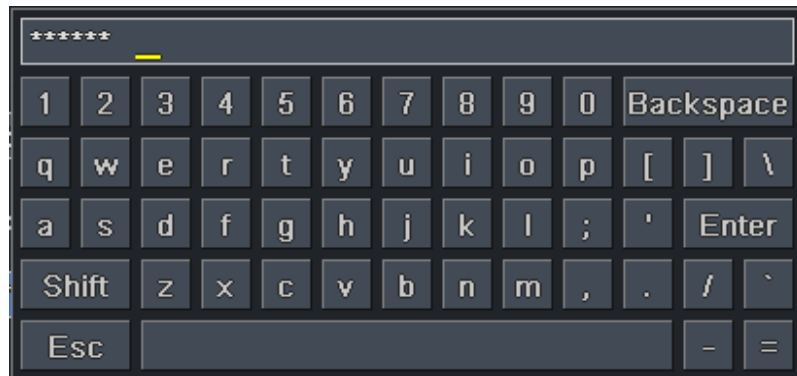 ******
1 2 3 4 5 6 7 8 9 0 Backspace
q w e r t y u i o p [ ] \
a s d f g h j k l ; ' Enter
Shift z x c v b n m , . / `
Esc - =